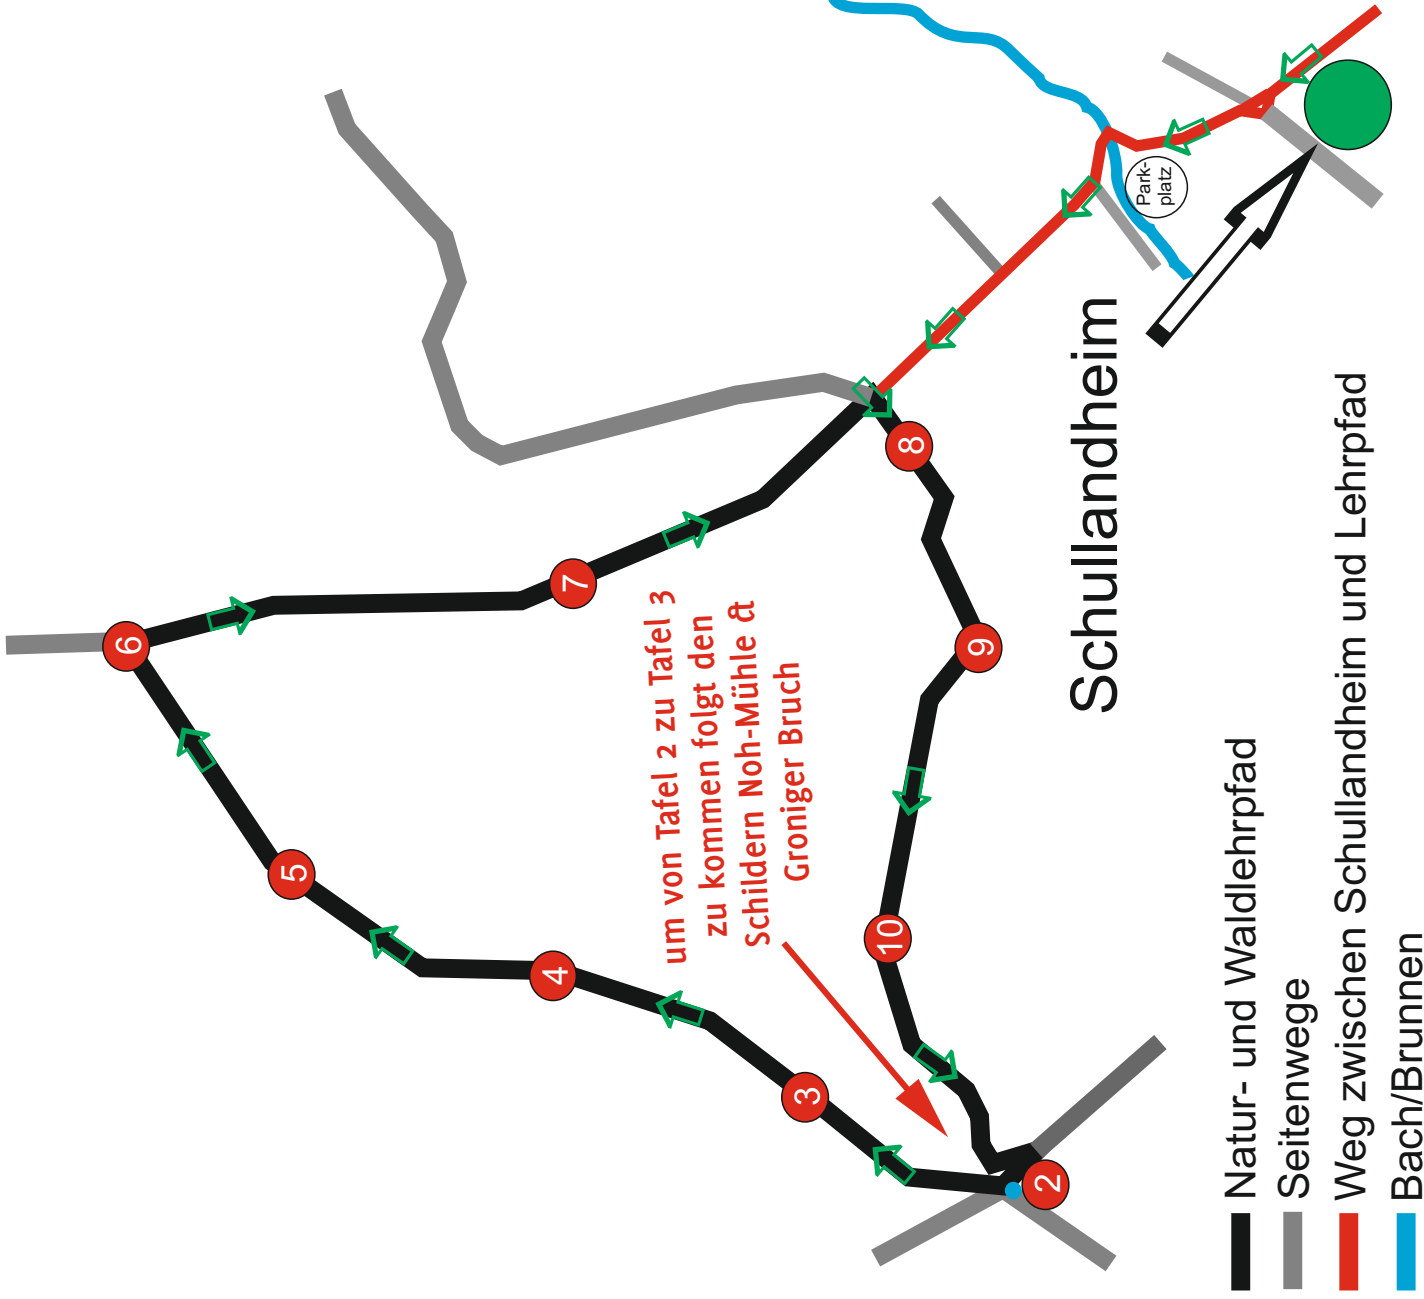 6
7
5
4
3
2
8
9
10
um von Tafel 2 zu Tafel 3
zu kommen folgt den
Schildern Noh-Mühle &
Groniger Bruch
Park-
platz
Schullandheim
Natur- und Waldlehrpfad
Seitenwege
Weg zwischen Schullandheim und Lehrpfad
Bach/Brunnen